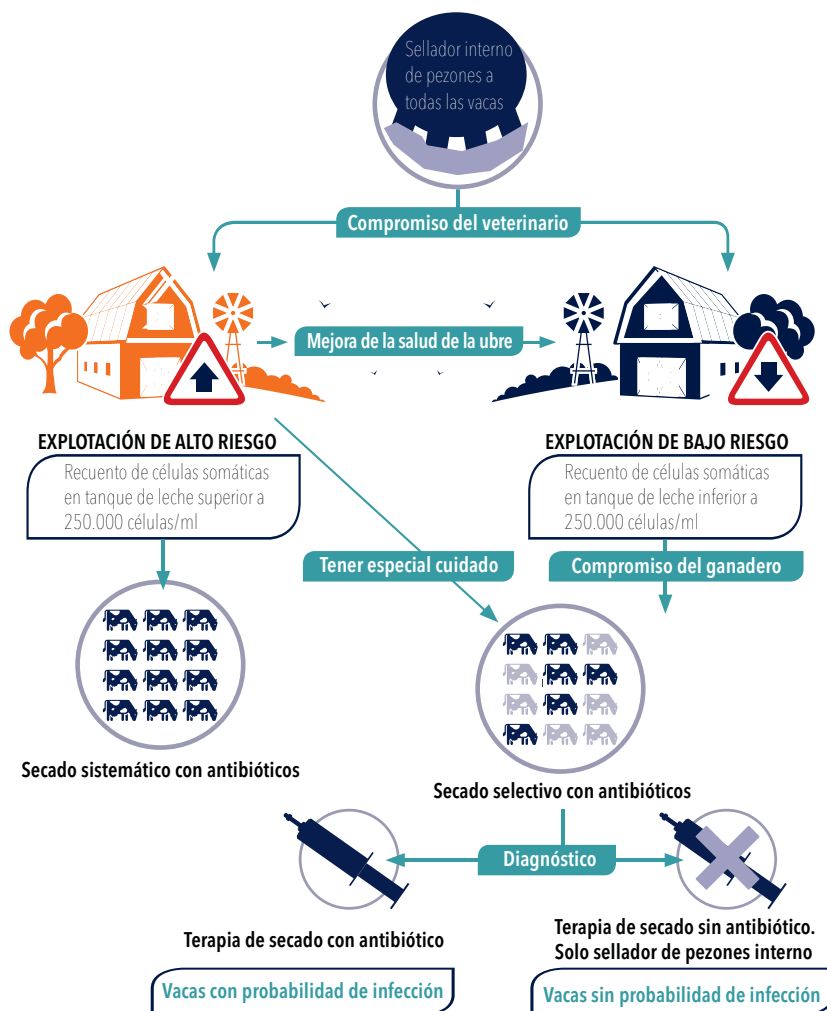 Sellador interno
de pezones a
todas las vacas
Compromiso del veterinario
Mejora de la salud de la ubre
EXPLOTACIÓN DE ALTO RIESGO
Recuento de células somáticas
en tanque de leche superior a
250.000 células/ml
EXPLOTACIÓN DE BAJO RIESGO
Recuento de células somáticas
en tanque de leche inferior a
250.000 células/ml
Tener especial cuidado
Compromiso del ganadero
Secado sistemático con antibióticos
Secado selectivo con antibióticos
Diagnóstico
Terapia de secado con antibiótico
Terapia de secado sin antibiótico.
Solo sellador de pezones interno
Vacas con probabilidad de infección
Vacas sin probabilidad de infección